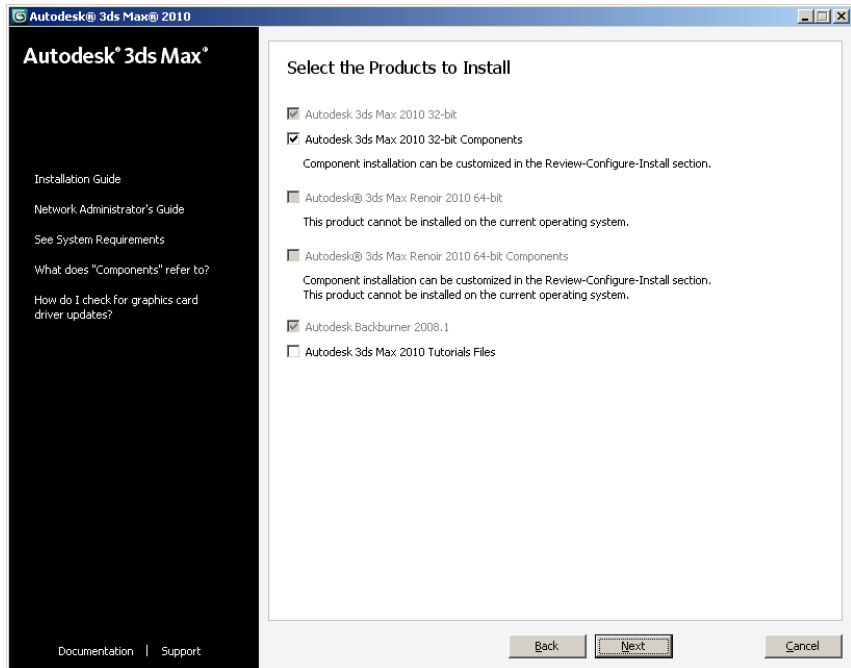 Autodesk® 3ds Max® 2010
Autodesk® 3ds Max®
Installation Guide
Network Administrator's Guide
See System Requirements
What does "Components" refer to?
How do I check for graphics card
driver updates?
Documentation | Support
Select the Products to Install
Autodesk 3ds Max 2010 32-bit
Autodesk 3ds Max 2010 32-bit Components
Component installation can be customized in the Review-Configure-Install section.
Autodesk® 3ds Max Renoir 2010 64-bit
This product cannot be installed on the current operating system.
Autodesk® 3ds Max Renoir 2010 64-bit Components
Component installation can be customized in the Review-Configure-Install section.
This product cannot be installed on the current operating system.
Autodesk Backburner 2008.1
Autodesk 3ds Max 2010 Tutorials Files
Back
Next
Cancel